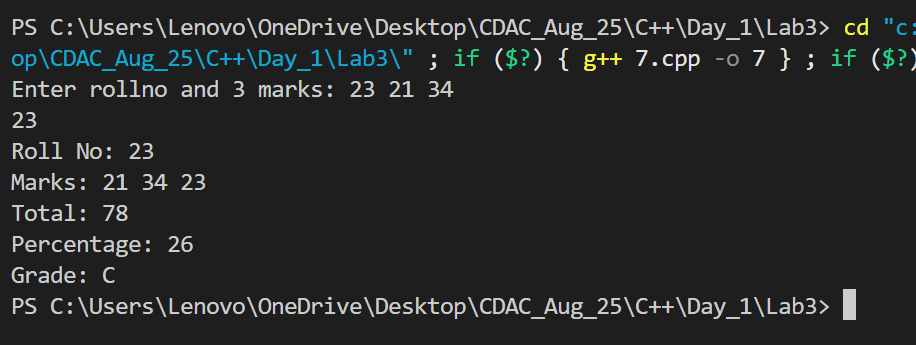 PS C:\Users\Lenovo\OneDrive\Desktop\CDAC_Aug_25\C++\Day_1\Lab3> cd "c:
op\CDAC_Aug_25\C++\Day_1\Lab3\" ; if ($?) { g++ 7.cpp -o 7 } ; if ($?)
Enter rollno and 3 marks: 23 21 34
23
Roll No: 23
Marks: 21 34 23
Total: 78
Percentage: 26
Grade: C
PS C:\Users\Lenovo\OneDrive\Desktop\CDAC_Aug_25\C++\Day_1\Lab3>